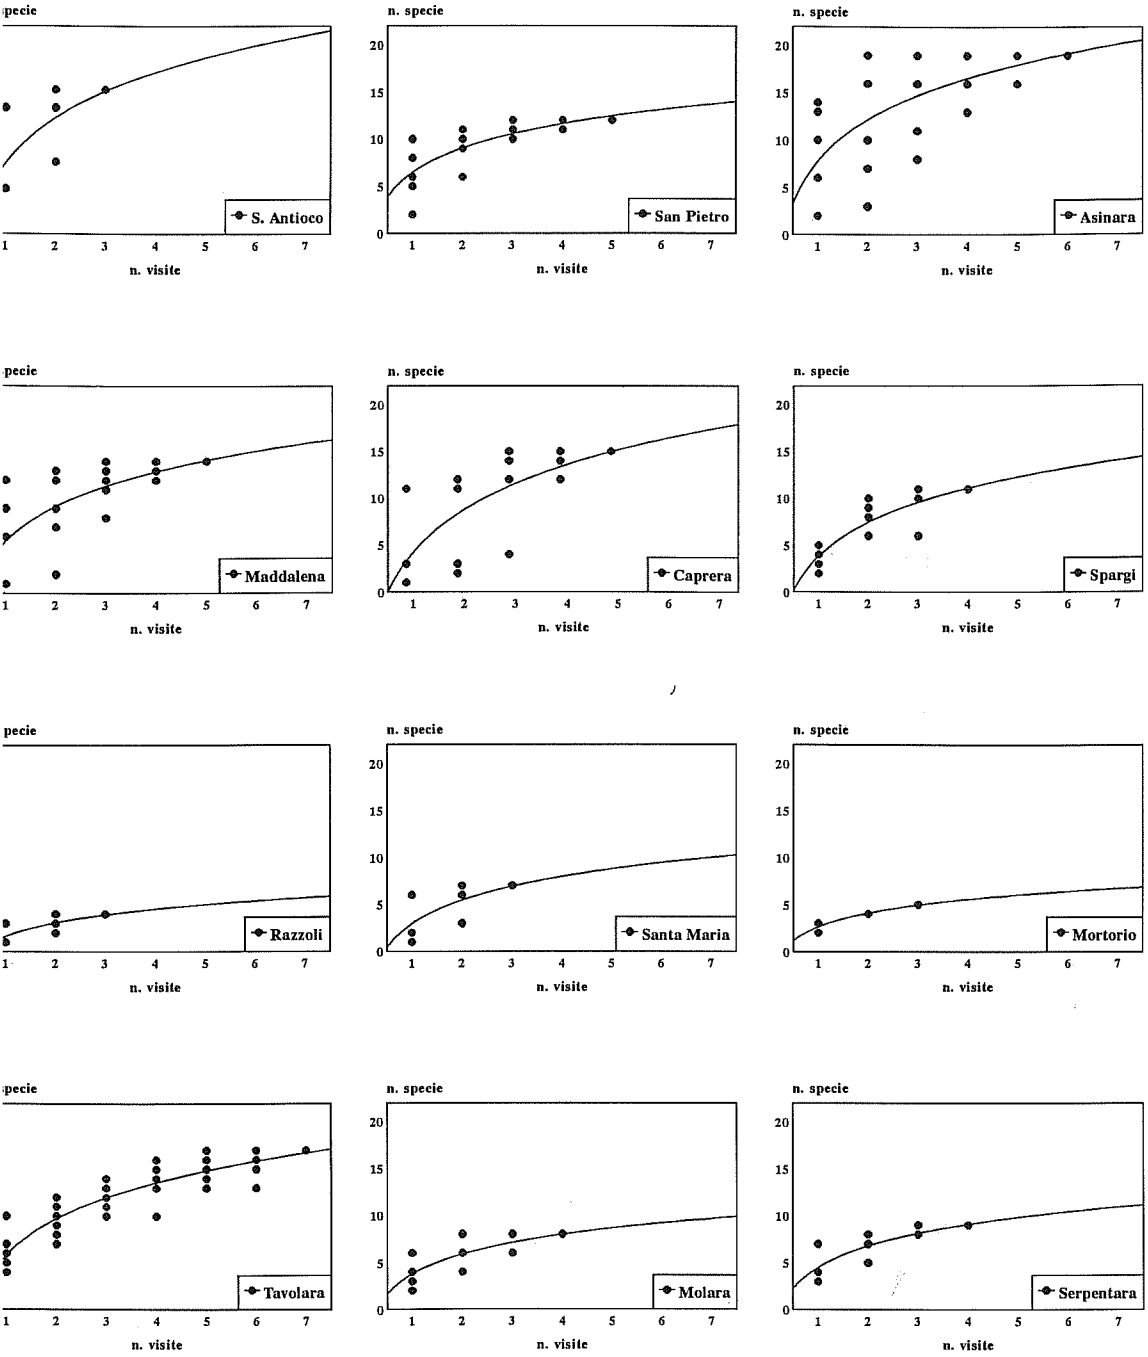 pecie n. specie n. specie
20 20
15 15
10 10
5 5
S. Antioco San Pietro Asinara
0 0
1 2 3 4 5 6 7 1 2 3 4 5 6 7 1 2 3 4 5 6 7
n. visite n. visite n. visite
pecie n. specie n. specie
20 20
15 15
10 10
5 5
Maddalena Caprera Spargi
0 0
1 2 3 4 5 6 7 1 2 3 4 5 6 7 1 2 3 4 5 6 7
n. visite n. visite n. visite
pecie n. specie n. specie
20 20
15 15
10 10
5 5
Razzoli Santa Maria Mortorio
0 0
1 2 3 4 5 6 7 1 2 3 4 5 6 7 1 2 3 4 5 6 7
n. visite n. visite n. visite
specie n. specie n. specie
20 20
15 15
10 10
5 5
Tavolara Molara Serpentara
0 0
1 2 3 4 5 6 7 1 2 3 4 5 6 7 1 2 3 4 5 6 7
n. visite n. visite n. visite